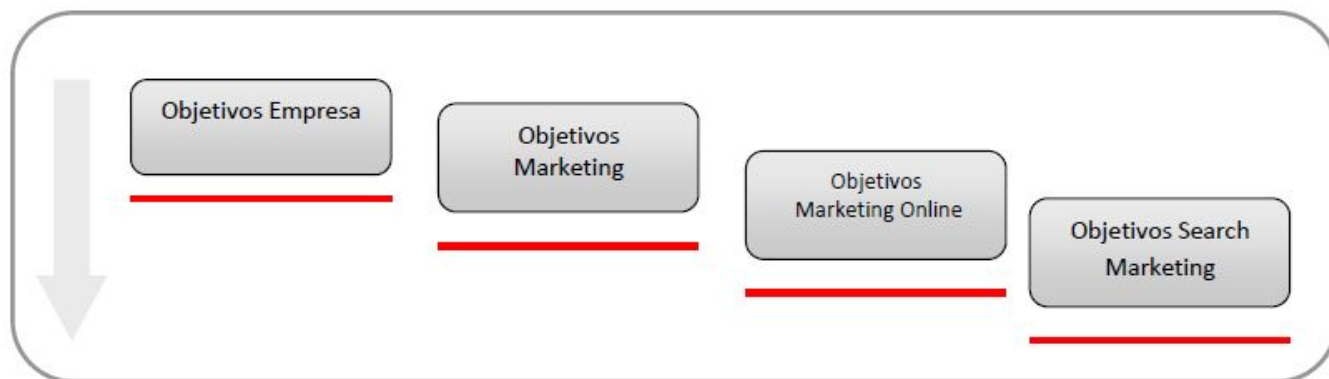 Objetivos Empresa
Objetivos
Marketing
Objetivos
Marketing Online
Objetivos Search
Marketing